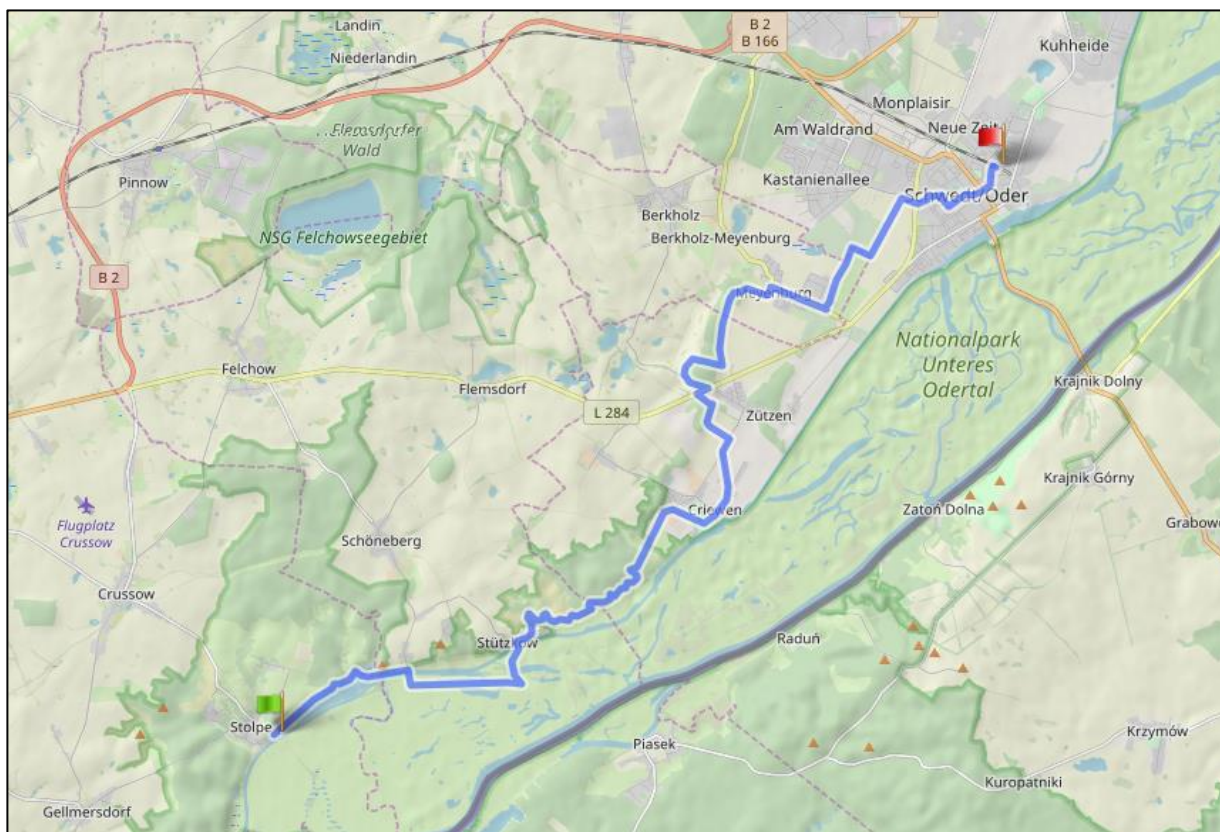 Landin
Niederlandin
B 2
B 166
Kuhheide
Monplaisir
Neue Zeit
Am Waldrand
Wald
Pinnow
Kastanienallee
Schwedt/Oder
Berkholz
NSG Felchowseegebiet
Berkholz-Meyenburg
B 2
Meyenburg
Nationalpark
Unteres
Odertal
Felchow
Flemsdorf
Krajnik Dolny
L 284
Zützen
Krajnik Górny
Criewen
Zatoń Dolna
Flugplatz
Crussow
Grabowo
Schöneberg
Crussow
Stützkow
Raduń
Stolpe
Piasek
Krzymów
Kuropatniki
Gellmersdorf